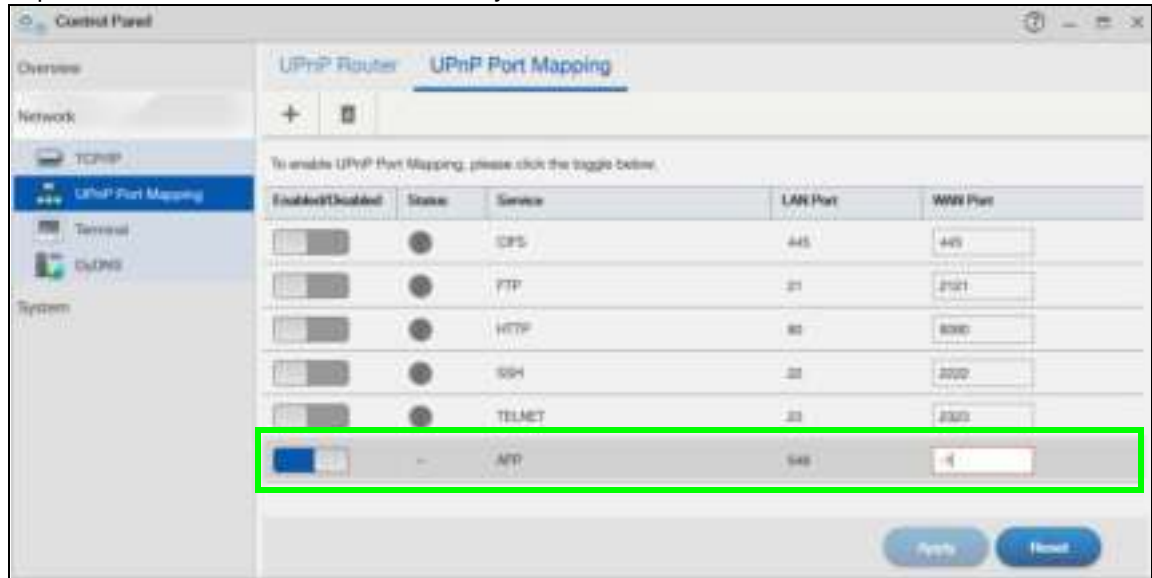 Control Panel
Overview
UPnP Router UPnP Port Mapping
Network
TCP/IP
To enable UPnP Port Mapping, please click the toggle below.
UPnP Port Mapping
Enabled/Disabled Status Service LAN Port WAN Port
Terminal
CIFS 445 445
DyDNS
FTP 21 2121
System
HTTP 80 8080
SSH 22 2222
TELNET 23 2323
AFP 548
Apply Reset